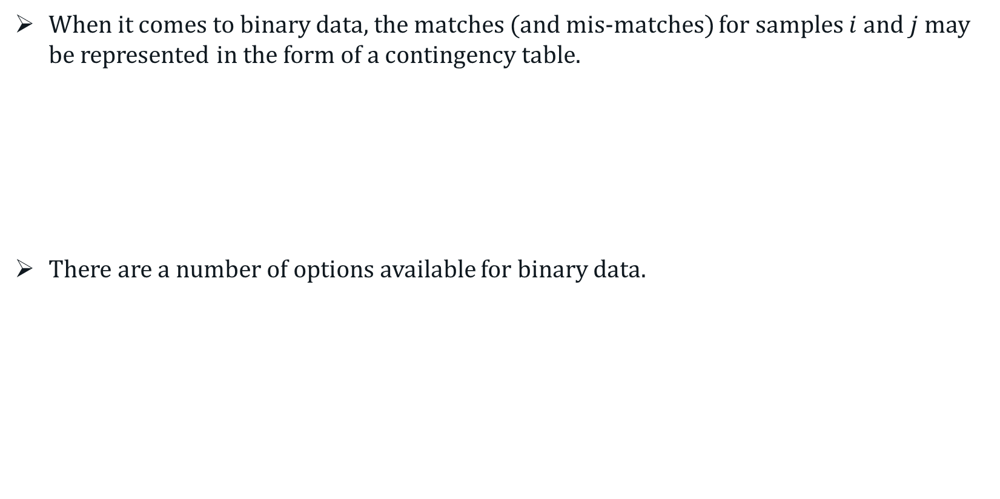 ➢ When it comes to binary data, the matches (and mis-matches) for samples i and j may
be represented in the form of a contingency table.
➢ There are a number of options available for binary data.